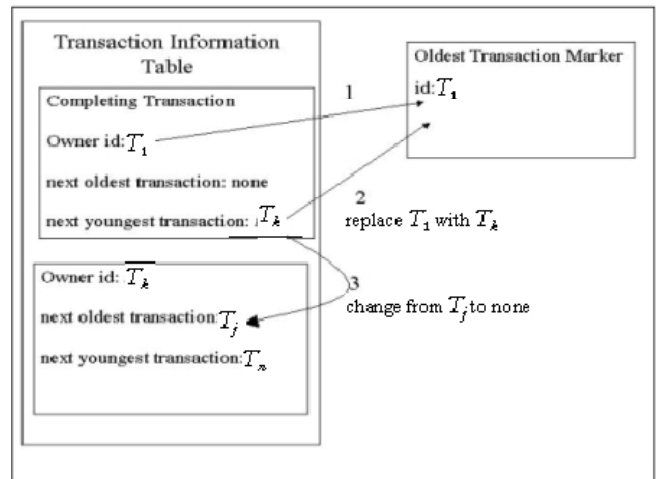 Transaction Information
Table
Completing Transaction
Owner id: T₁
next oldest transaction: none
next youngest transaction: Tₖ
Owner id: Tₖ
next oldest transaction: Tⱼ
next youngest transaction: Tₙ
Oldest Transaction Marker
id: T₁
1
2
replace T₁ with Tₖ
3
change from Tⱼ to none